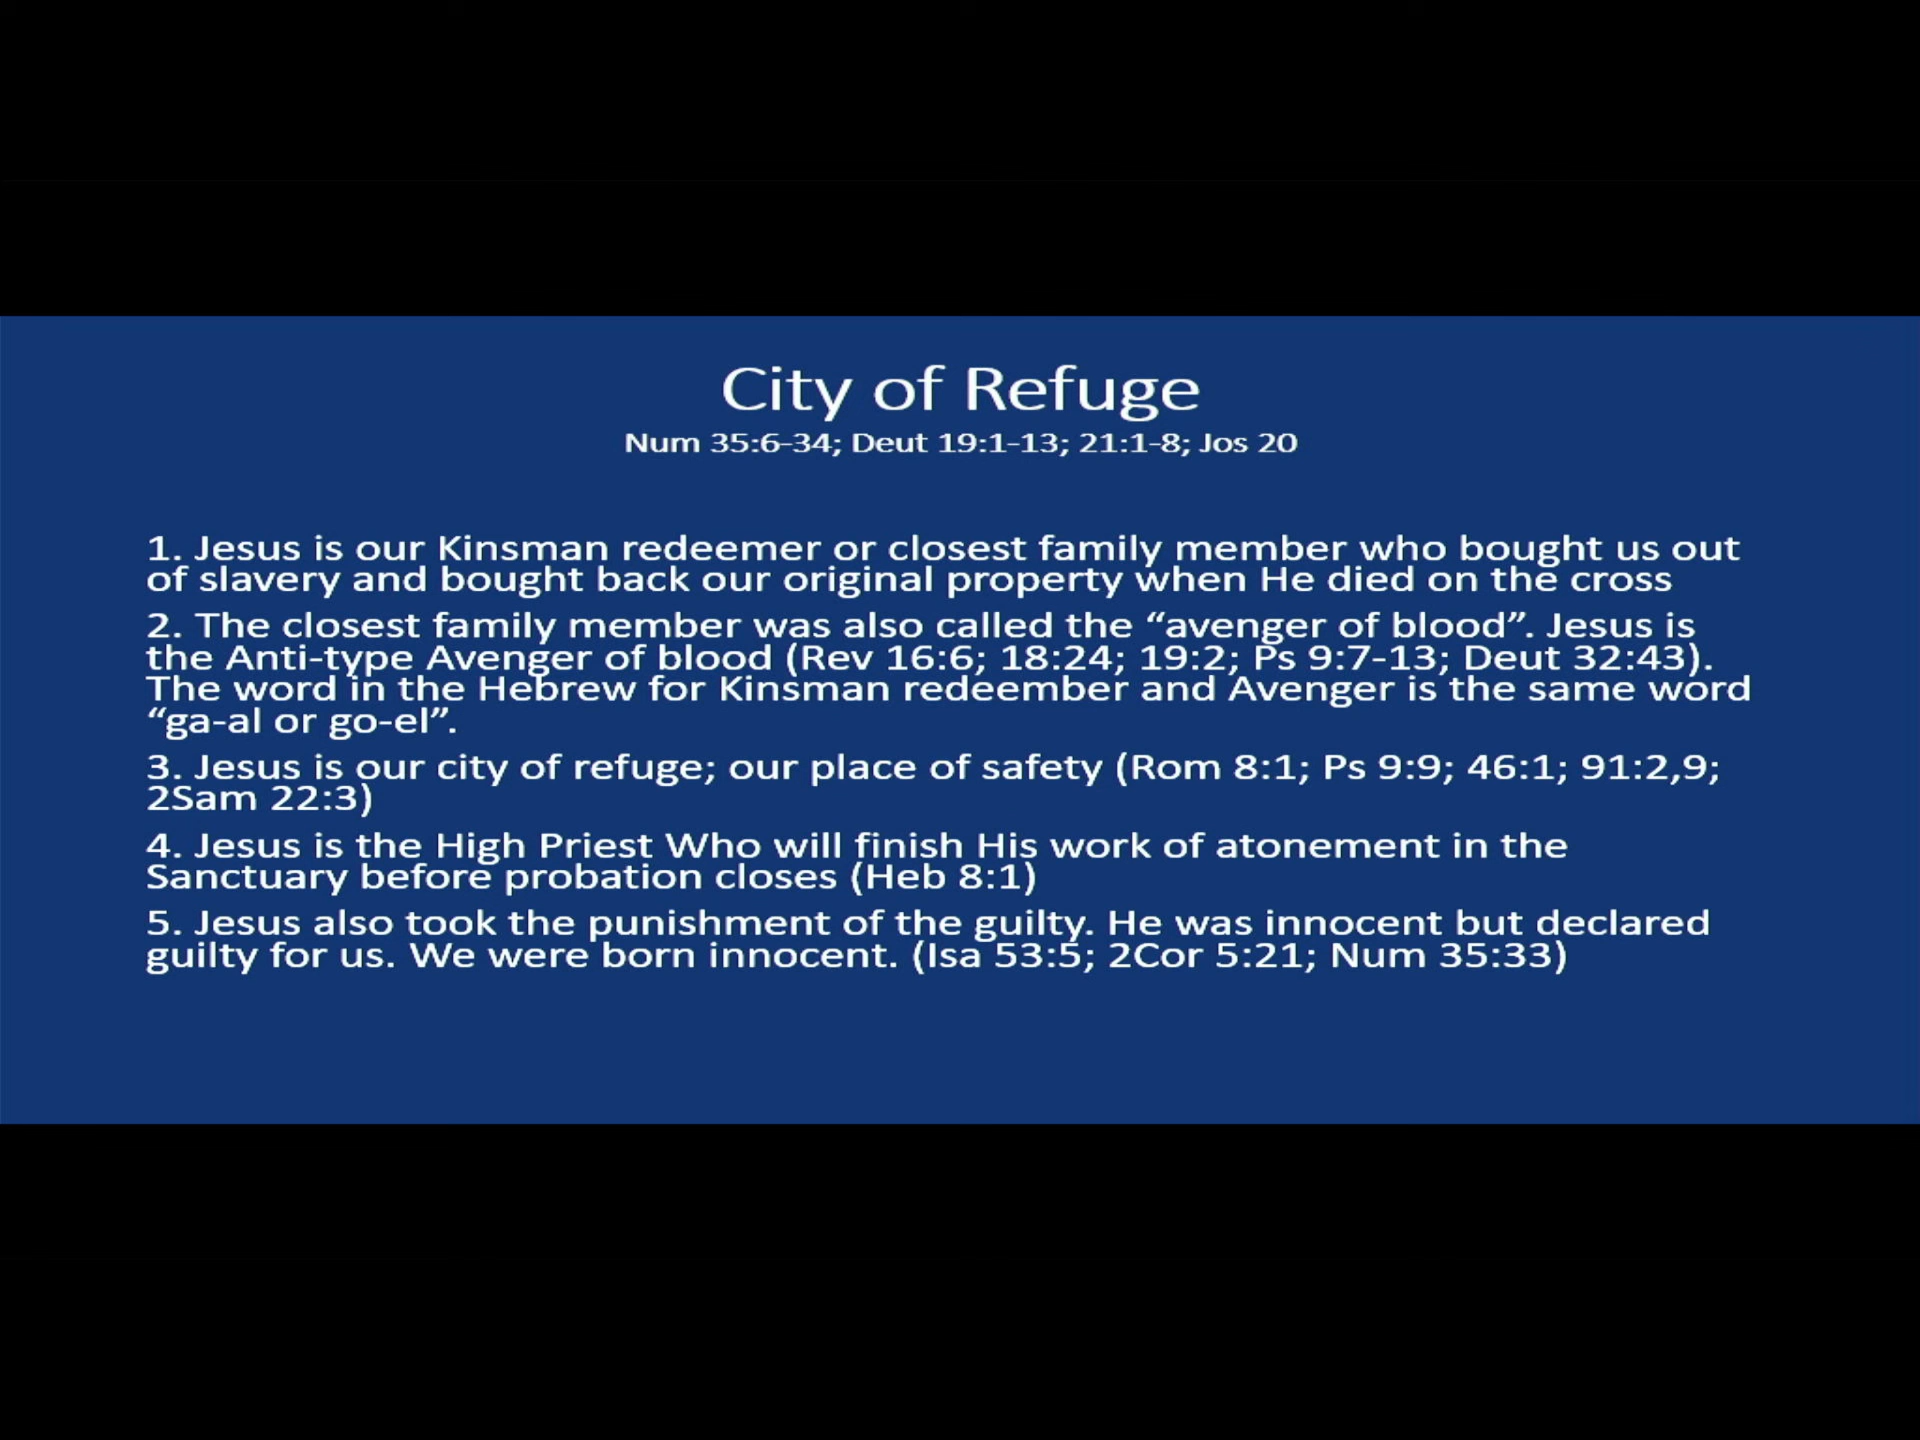 City of Refuge
Num 35:6-34; Deut 19:1-13; 21:1-8; Jos 20
1. Jesus is our Kinsman redeemer or closest family member who bought us out
of slavery and bought back our original property when He died on the cross
2. The closest family member was also called the “avenger of blood”. Jesus is
the Anti-type Avenger of blood (Rev 16:6; 18:24; 19:2; Ps 9:7-13; Deut 32:43).
The word in the Hebrew for Kinsman redeember and Avenger is the same word
“ga-al or go-el”.
3. Jesus is our city of refuge; our place of safety (Rom 8:1; Ps 9:9; 46:1; 91:2,9;
2Sam 22:3)
4. Jesus is the High Priest Who will finish His work of atonement in the
Sanctuary before probation closes (Heb 8:1)
5. Jesus also took the punishment of the guilty. He was innocent but declared
guilty for us. We were born innocent. (Isa 53:5; 2Cor 5:21; Num 35:33)